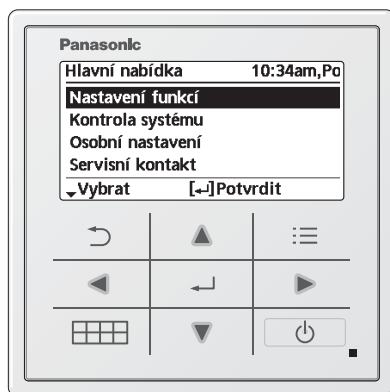 Panasonic
Hlavní nabídka 10:34am,Po
Nastavení funkcí
Kontrola systému
Osobní nastavení
Servisní kontakt
Vybrat [↵]Potvrdit